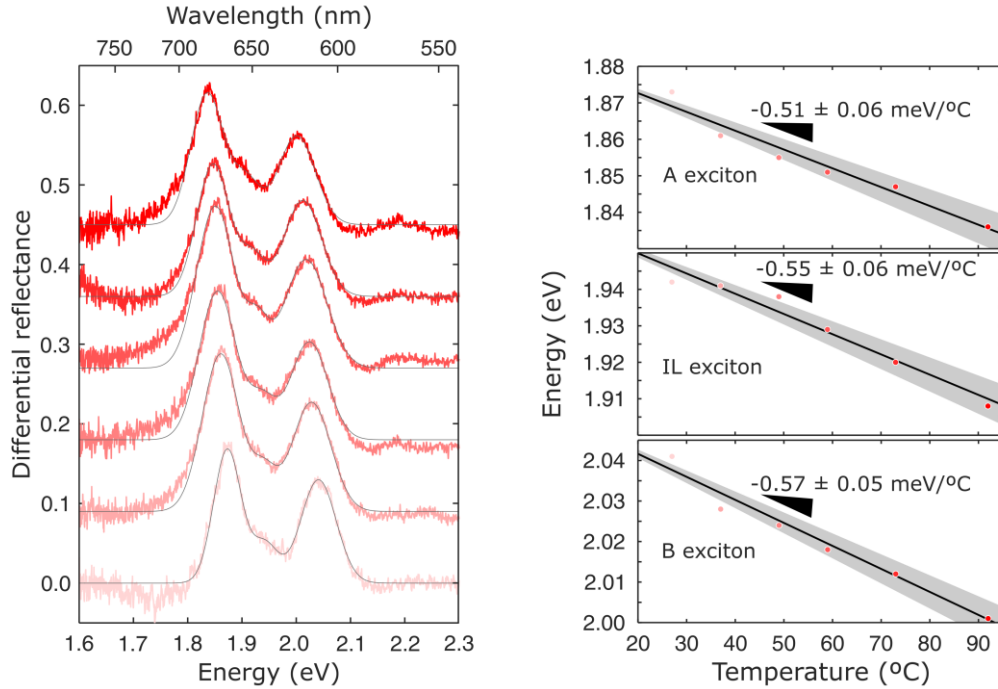 Wavelength (nm)
750 700 650 600 550
Differential reflectance
0.6
0.5
0.4
0.3
0.2
0.1
0.0
1.6 1.7 1.8 1.9 2.0 2.1 2.2 2.3
Energy (eV)
Energy (eV)
1.88
1.87
1.86
1.85
1.84
-0.51 ± 0.06 meV/ºC
A exciton
1.94
1.93
1.92
1.91
-0.55 ± 0.06 meV/ºC
IL exciton
2.04
2.03
2.02
2.01
2.00
-0.57 ± 0.05 meV/ºC
B exciton
20 30 40 50 60 70 80 90
Temperature (ºC)